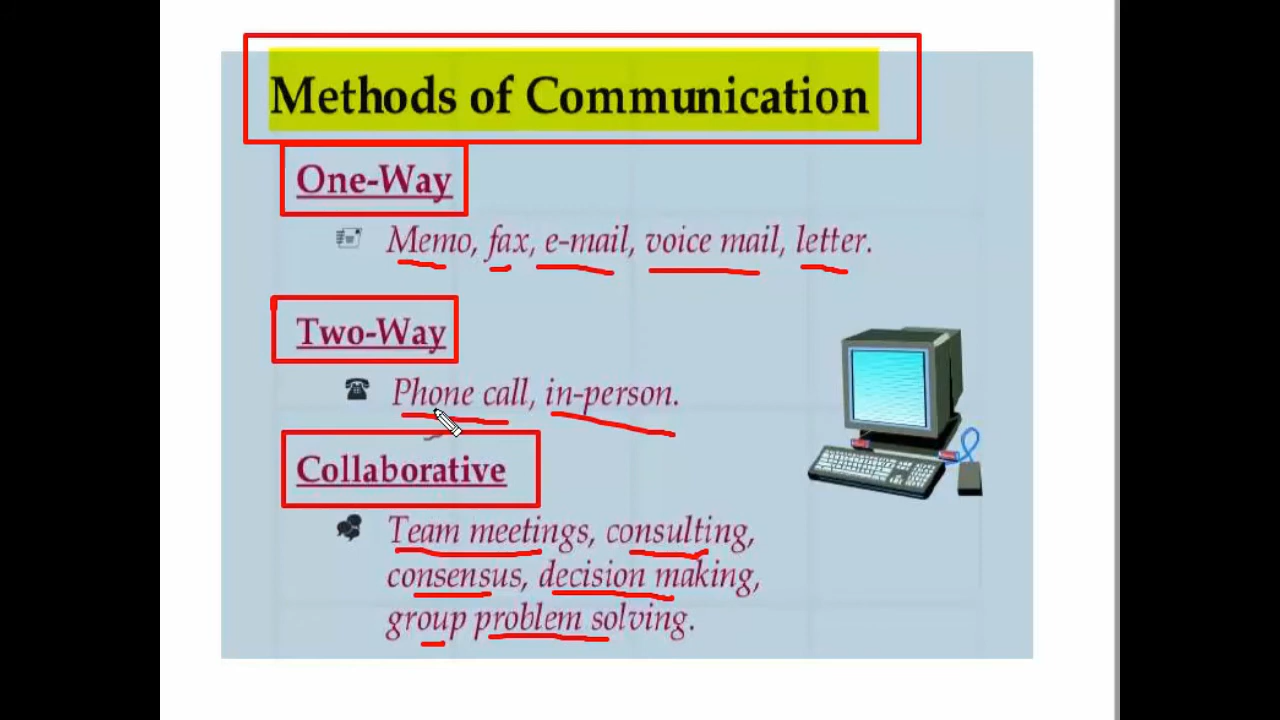 Methods of Communication
One-Way
Memo, fax, e-mail, voice mail, letter.
Two-Way
Phone call, in-person.
Collaborative
Team meetings, consulting,
consensus, decision making,
group problem solving.